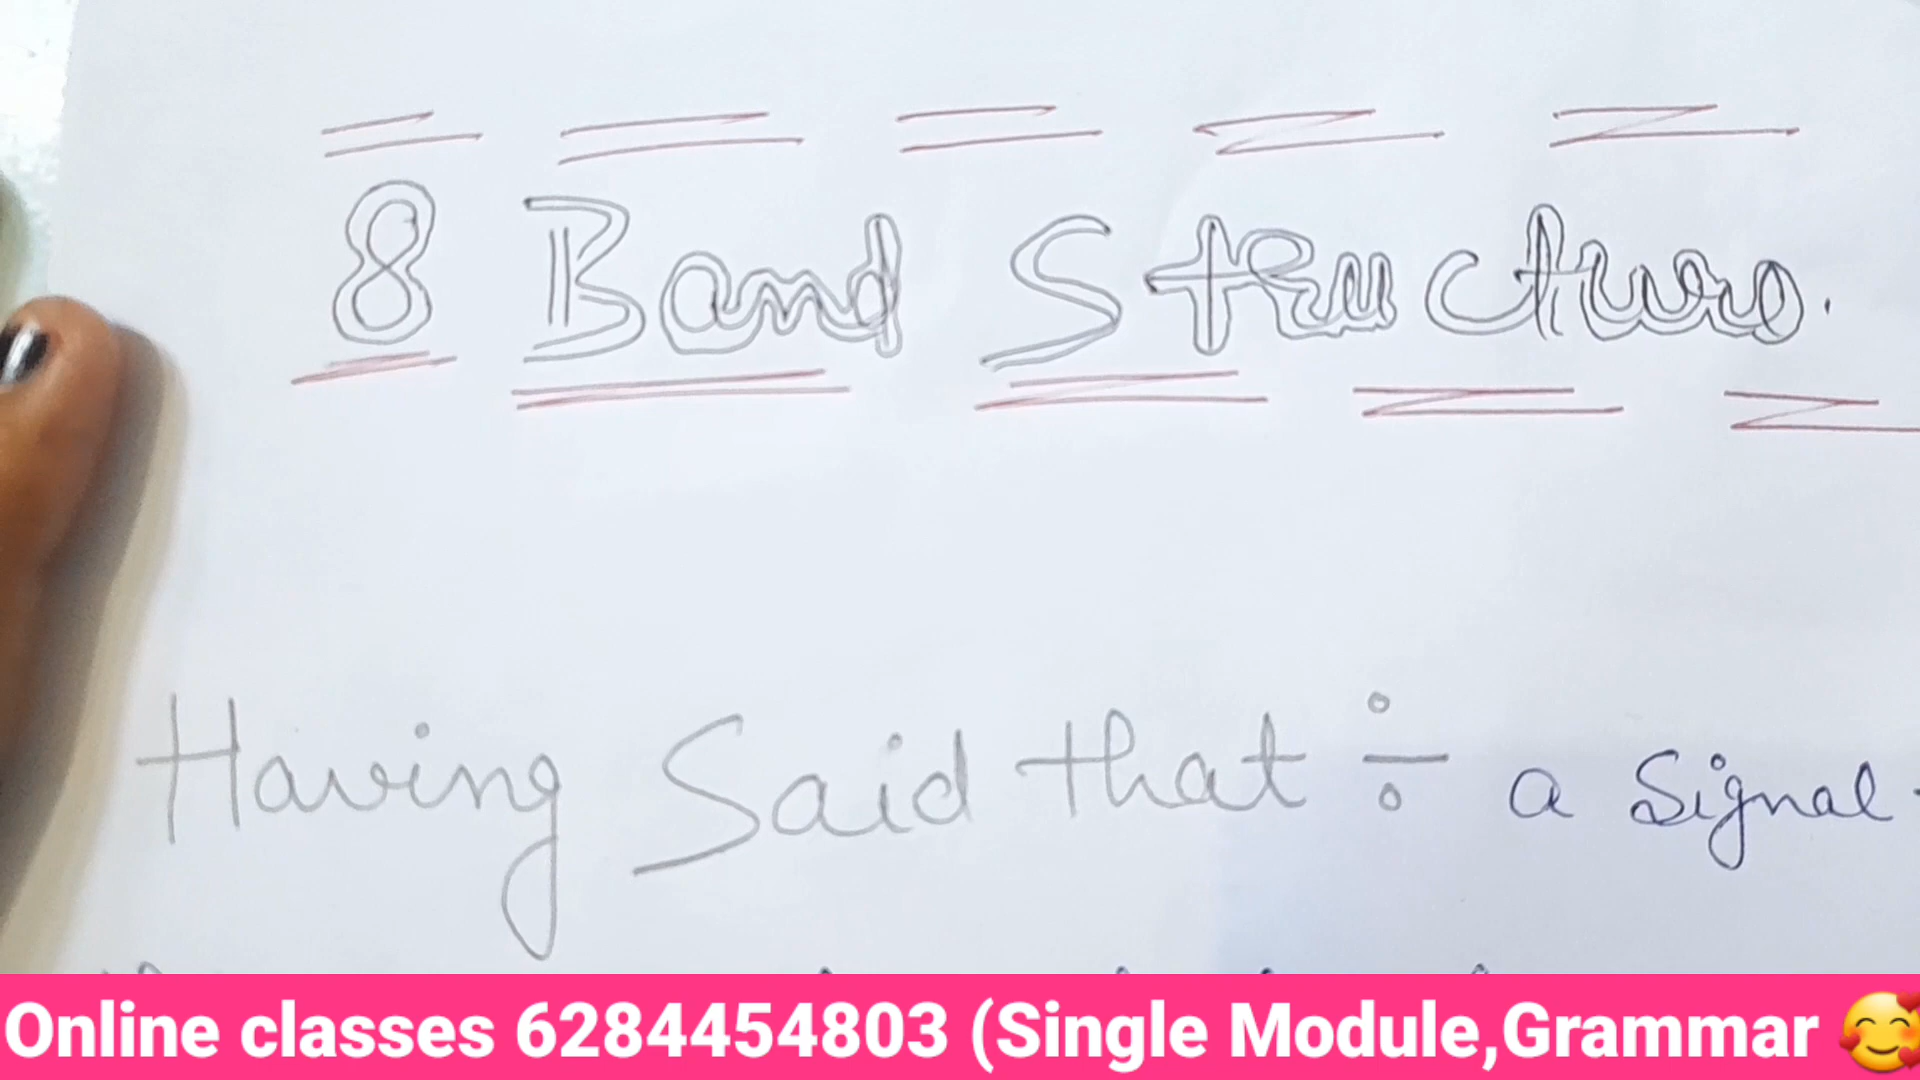 8 Band Structure.
Having Said that ÷ a Signal
Online classes 6284454803 (Single Module,Grammar 🥰